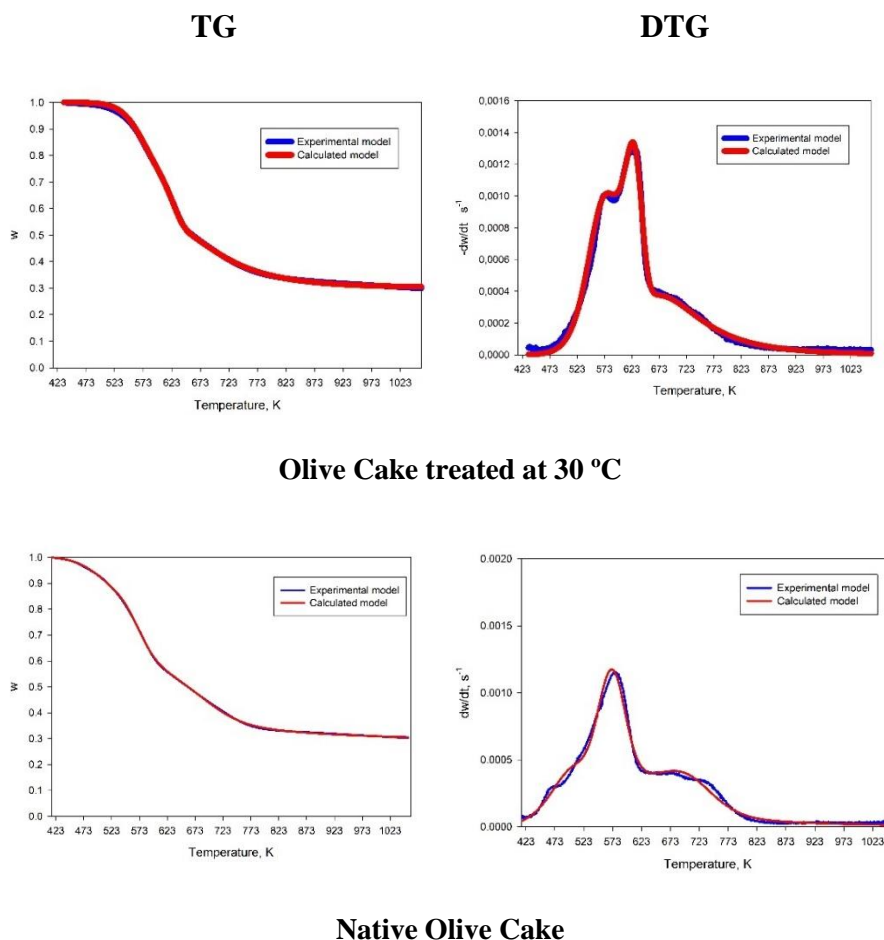 TG
DTG
1.0
0.9
0.8
0.7
0.6
0.5
0.4
0.3
0.2
0.1
0.0
w
Experimental model
Calculated model
423 473 523 573 623 673 723 773 823 873 923 973 1023
Temperature, K
0,0016
0,0014
0,0012
0,0010
0,0008
0,0006
0,0004
0,0002
0,0000
-dw/dt s⁻¹
Experimental model
Calculated model
423 473 523 573 623 673 723 773 823 873 923 973 1023
Temperature, K
Olive Cake treated at 30 ºC
1.0
0.9
0.8
0.7
0.6
0.5
0.4
0.3
0.2
0.1
0.0
w
Experimental model
Calculated model
423 473 523 573 623 673 723 773 823 873 923 973 1023
Temperature, K
0.0020
0.0015
0.0010
0.0005
0.0000
dw/dt, s⁻¹
Experimental model
Calculated model
423 473 523 573 623 673 723 773 823 873 923 973 1023
Temperature, K
Native Olive Cake